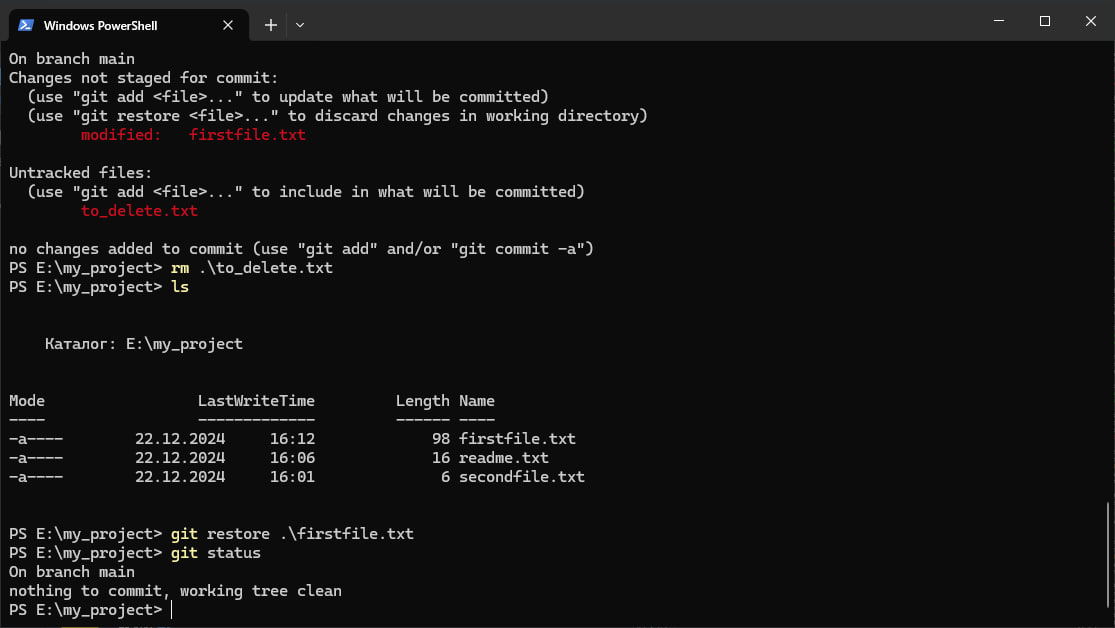 Windows PowerShell
On branch main
Changes not staged for commit:
(use "git add <file>..." to update what will be committed)
(use "git restore <file>..." to discard changes in working directory)
modified: firstfile.txt
Untracked files:
(use "git add <file>..." to include in what will be committed)
to_delete.txt
no changes added to commit (use "git add" and/or "git commit -a")
PS E:\my_project> rm .\to_delete.txt
PS E:\my_project> ls
Каталог: E:\my_project
Mode LastWriteTime Length Name
---- ------------- ------ ----
-a---- 22.12.2024 16:12 98 firstfile.txt
-a---- 22.12.2024 16:06 16 readme.txt
-a---- 22.12.2024 16:01 6 secondfile.txt
PS E:\my_project> git restore .\firstfile.txt
PS E:\my_project> git status
On branch main
nothing to commit, working tree clean
PS E:\my_project>